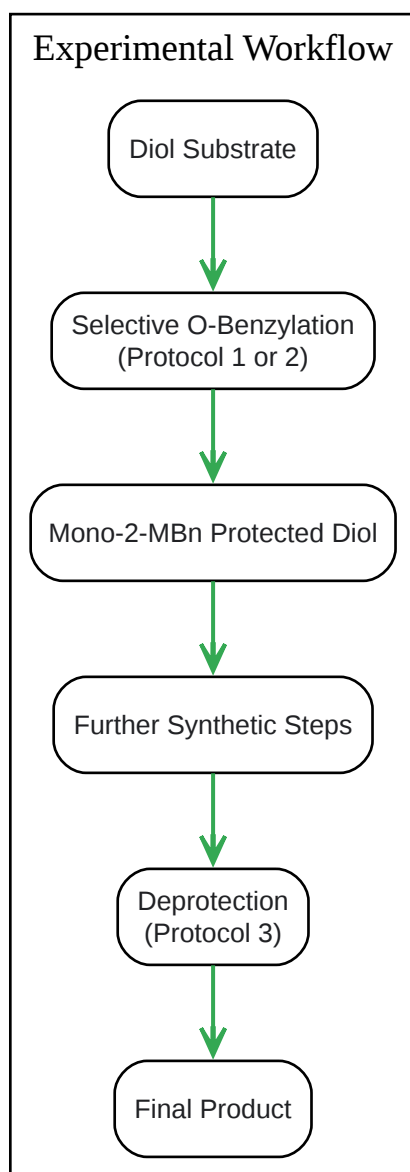 Experimental Workflow
Diol Substrate
Selective O-Benzylation
(Protocol 1 or 2)
Mono-2-MBn Protected Diol
Further Synthetic Steps
Deprotection
(Protocol 3)
Final Product